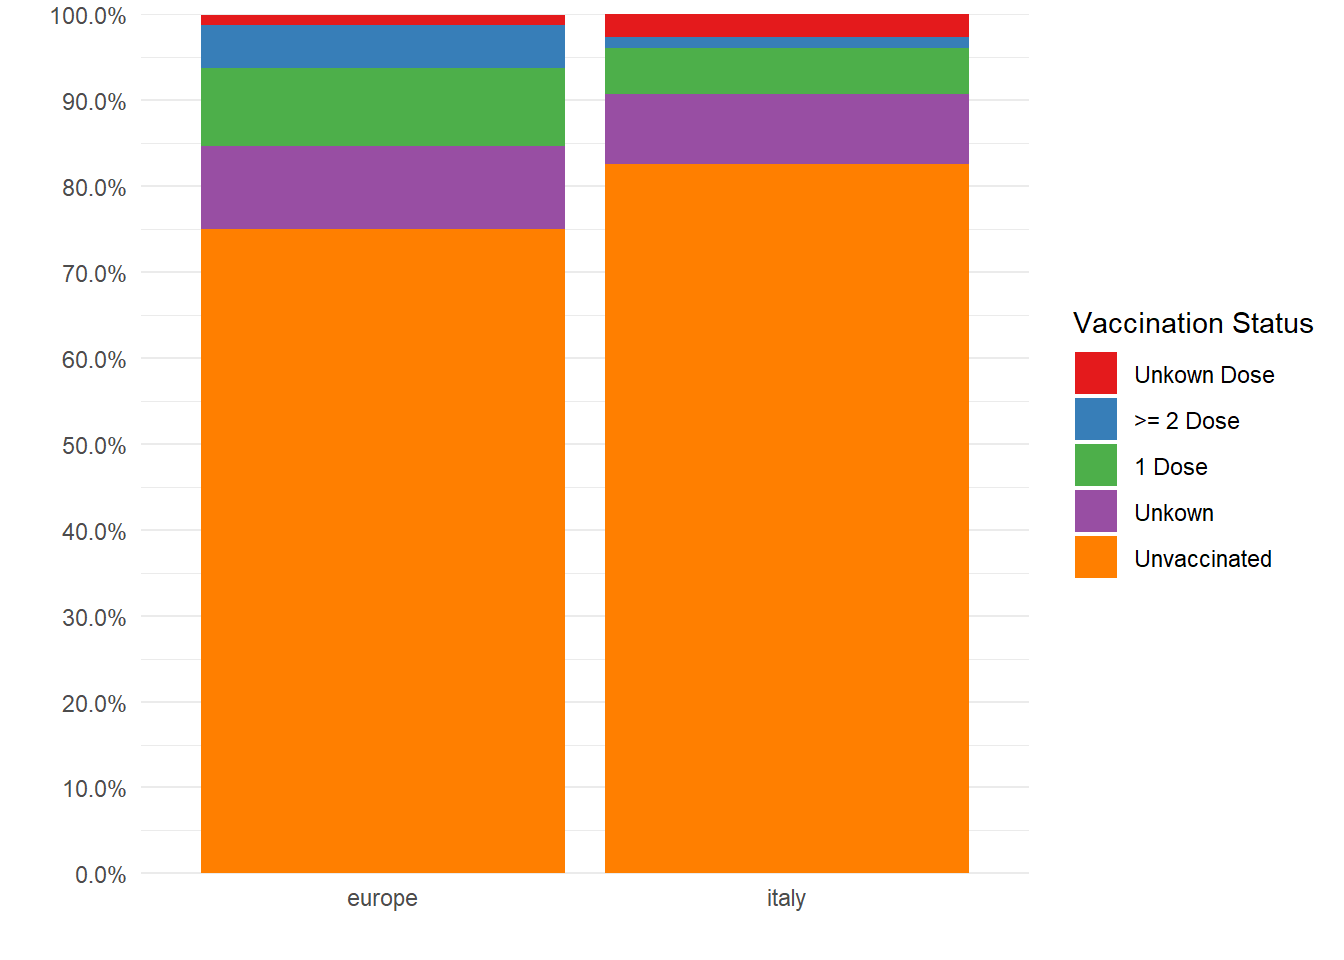 100.0%
90.0%
80.0%
70.0%
60.0%
50.0%
40.0%
30.0%
20.0%
10.0%
0.0%
europe italy
Vaccination Status
Unkown Dose
>= 2 Dose
1 Dose
Unkown
Unvaccinated